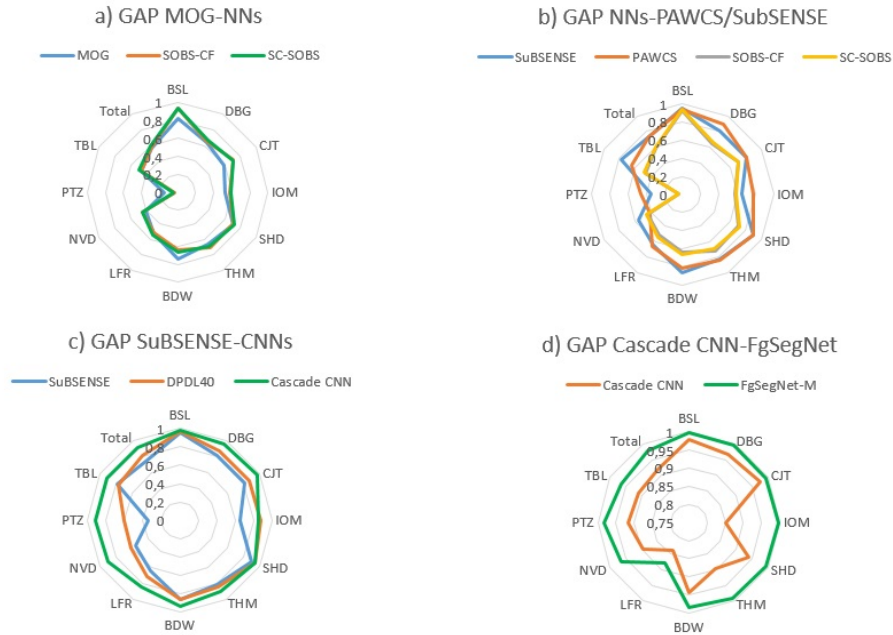 a) GAP MOG-NNs
MOG SOBS-CF SC-SOBS
BSL
Total 1 DBG
0,8
TBL 0,6 CJT
0,4
0,2
PTZ 0 IOM
NVD SHD
LFR THM
BDW
b) GAP NNs-PAWCS/SubSENSE
SuBSENSE PAWCS SOBS-CF SC-SOBS
BSL
Total 1 DBG
0,8
TBL 0,6 CJT
0,4
0,2
PTZ 0 IOM
NVD SHD
LFR THM
BDW
c) GAP SuBSENSE-CNNs
SuBSENSE DPDL40 Cascade CNN
BSL
Total 1 DBG
0,8
TBL 0,6 CJT
0,4
0,2
PTZ 0 IOM
NVD SHD
LFR THM
BDW
d) GAP Cascade CNN-FgSegNet
Cascade CNN FgSegNet-M
BSL
Total 1 DBG
0,95
TBL 0,9 CJT
0,85
0,8
PTZ 0,75 IOM
NVD SHD
LFR THM
BDW